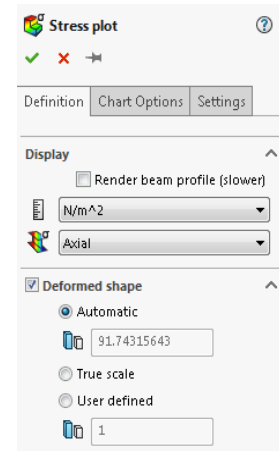 Stress plot
Definition Chart Options Settings
Display
Render beam profile (slower)
N/m^2
Axial
Deformed shape
Automatic
91.74315643
True scale
User defined
1